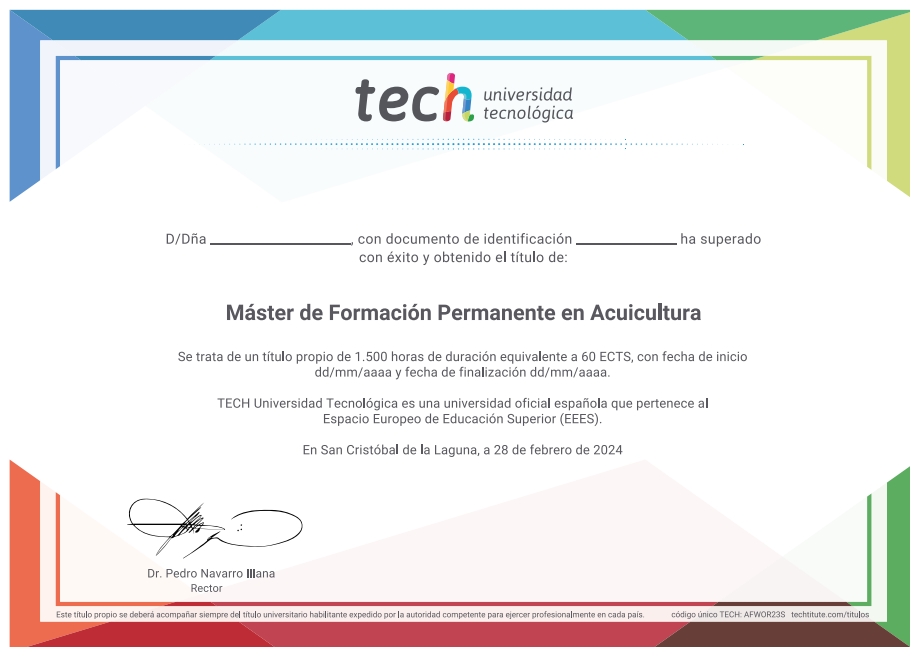 tech universidad
tecnológica
D/Dña ____________, con documento de identificación ____________ ha superado
con éxito y obtenido el título de:
Máster de Formación Permanente en Acuicultura
Se trata de un título propio de 1.500 horas de duración equivalente a 60 ECTS, con fecha de inicio
dd/mm/aaaa y fecha de finalización dd/mm/aaaa.
TECH Universidad Tecnológica es una universidad oficial española que pertenece al
Espacio Europeo de Educación Superior (EEES).
En San Cristóbal de la Laguna, a 28 de febrero de 2024
Dr. Pedro Navarro Illana
Rector
Este título propio se deberá acompañar siempre del título universitario habilitante expedido por la autoridad competente para ejercer profesionalmente en cada país. código único TECH: AFWOR23S techtitute.com/titulos